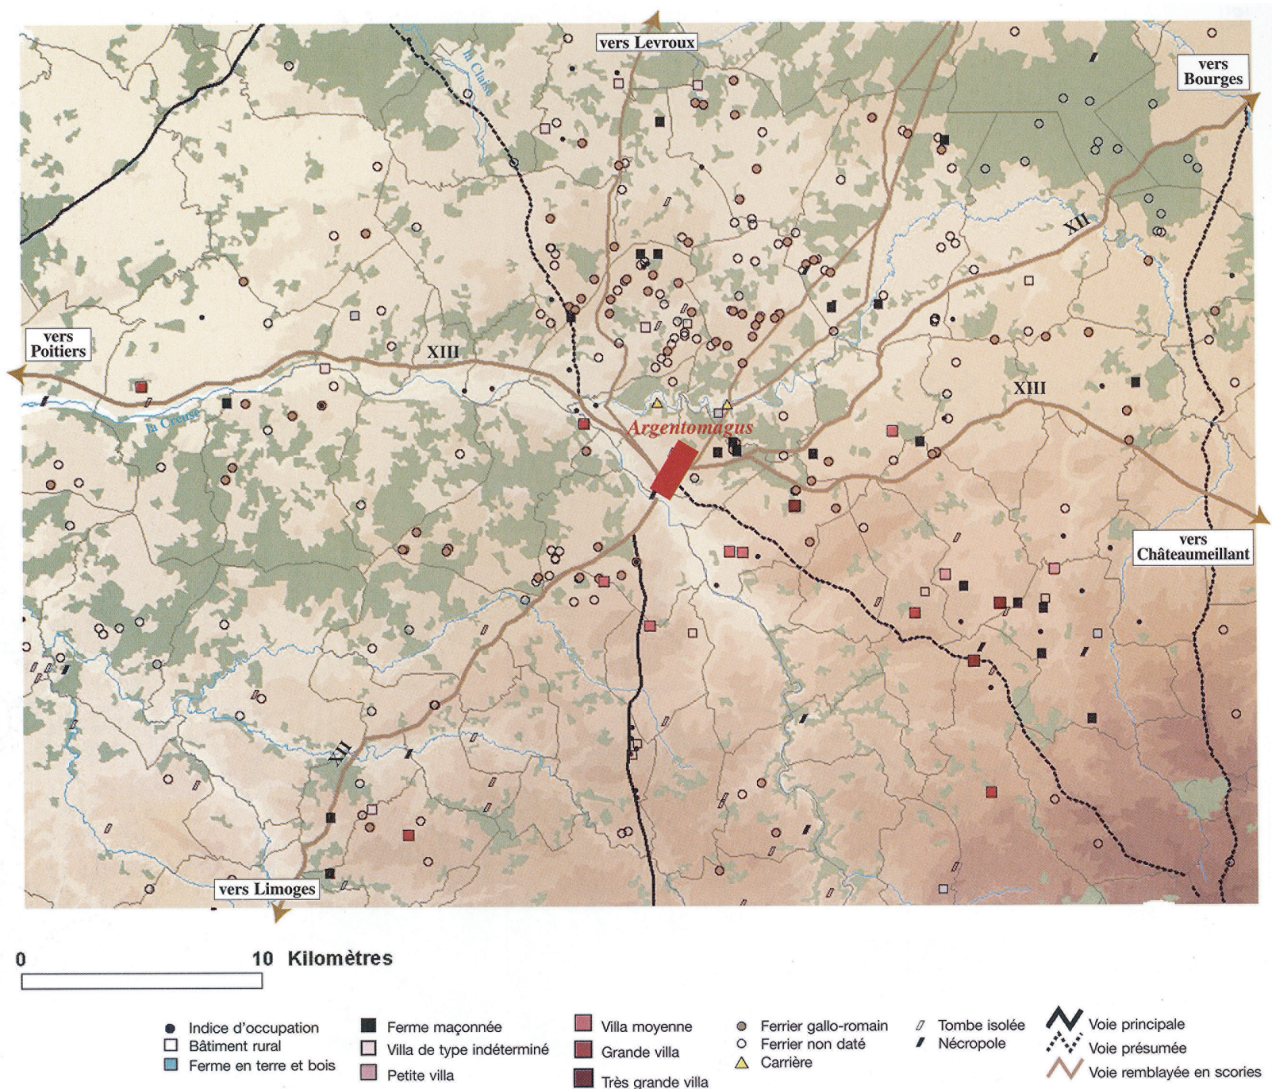 vers Levroux
vers
Bourges
la Claise
XII
vers
Poitiers
XIII
XIII
la Creuse
Argentomagus
vers
Châteaumeillant
XII
vers Limoges
0 10 Kilomètres
Indice d'occupation
Bâtiment rural
Ferme en terre et bois
Ferme maçonnée
Villa de type indéterminé
Petite villa
Villa moyenne
Grande villa
Très grande villa
Ferrier gallo-romain
Ferrier non daté
Carrière
Tombe isolée
Nécropole
Voie principale
Voie présumée
Voie remblayée en scories